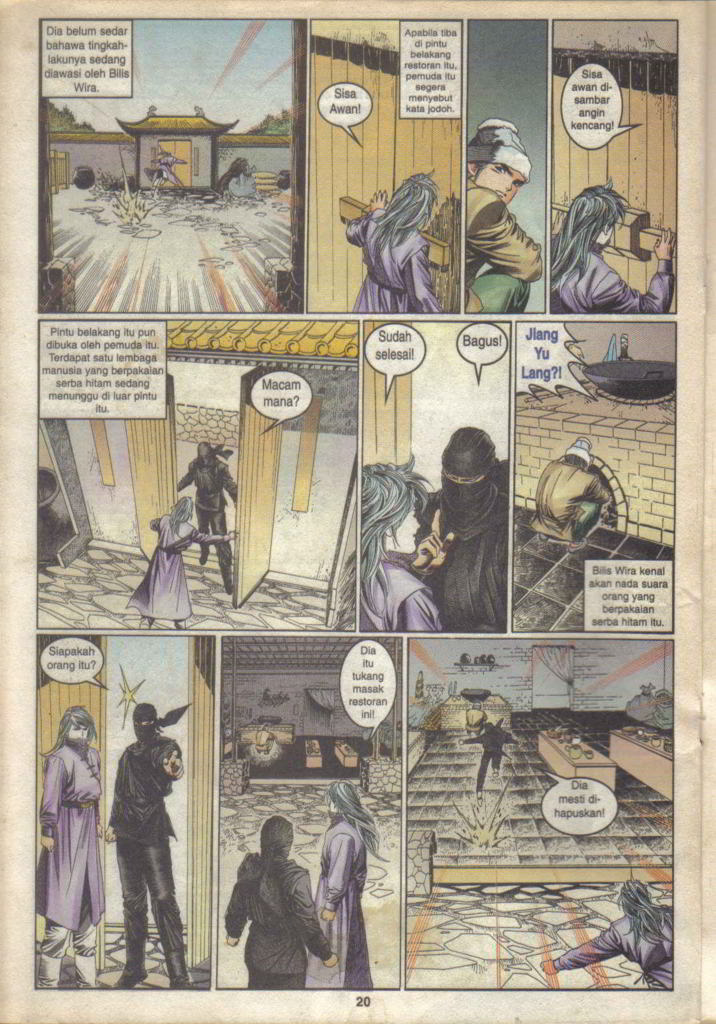 Dia belum sedar
bahawa tingkah-
lakunya sedang
diawasi oleh Bilis
Wira.
Sisa
Awan!
Apabila tiba
di pintu
belakang
restoran itu,
pemuda itu
segera
menyebut
kata jodoh.
Sisa
awan di-
sambar
angin
kencang!
Pintu belakang itu pun
dibuka oleh pemuda itu.
Terdapat satu lembaga
manusia yang berpakaian
serba hitam sedang
menunggu di luar pintu
itu.
Macam
mana?
Sudah
selesai!
Bagus!
Jiang
Yu
Lang?!
Bilis Wira kenal
akan nada suara
orang yang
berpakaian
serba hitam itu.
Siapakah
orang itu?
Dia
itu
tukang
masak
restoran
ini!
Dia
mesti di-
hapuskan!
20